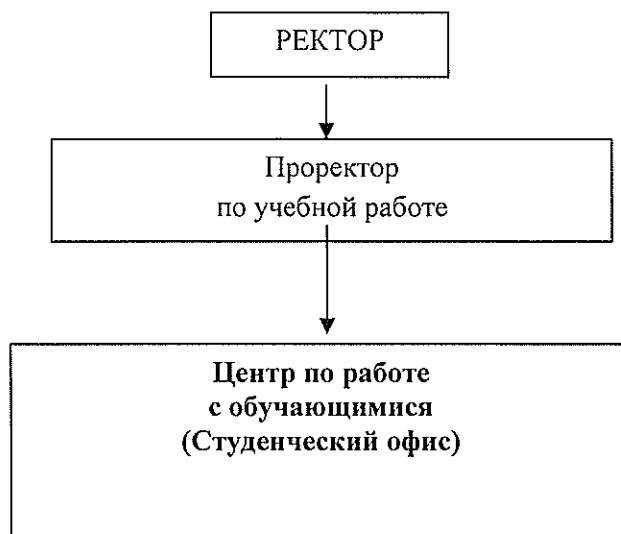 РЕКТОР
Проректор
по учебной работе
Центр по работе
с обучающимися
(Студенческий офис)